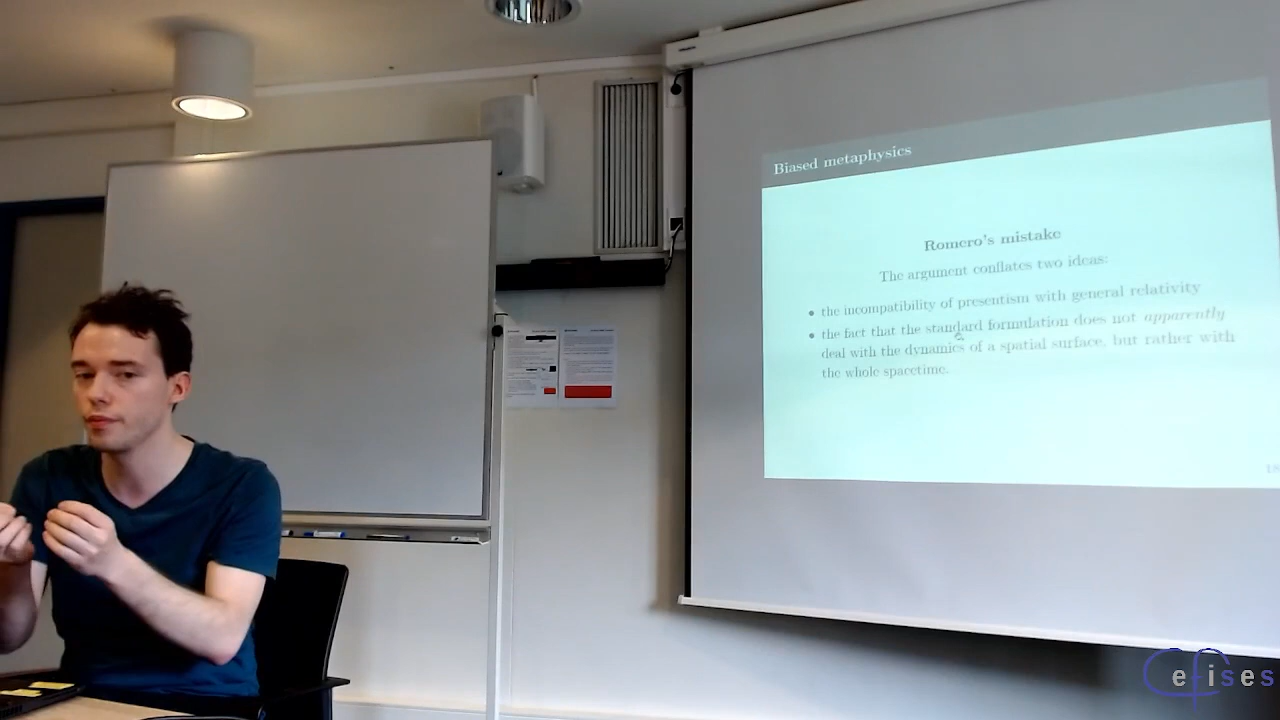 Biased metaphysics
Romero's mistake
The argument conflates two ideas:
• the incompatibility of presentism with general relativity
• the fact that the standard formulation does not apparently
deal with the dynamics of a spatial surface, but rather with
the whole spacetime.
Cefises